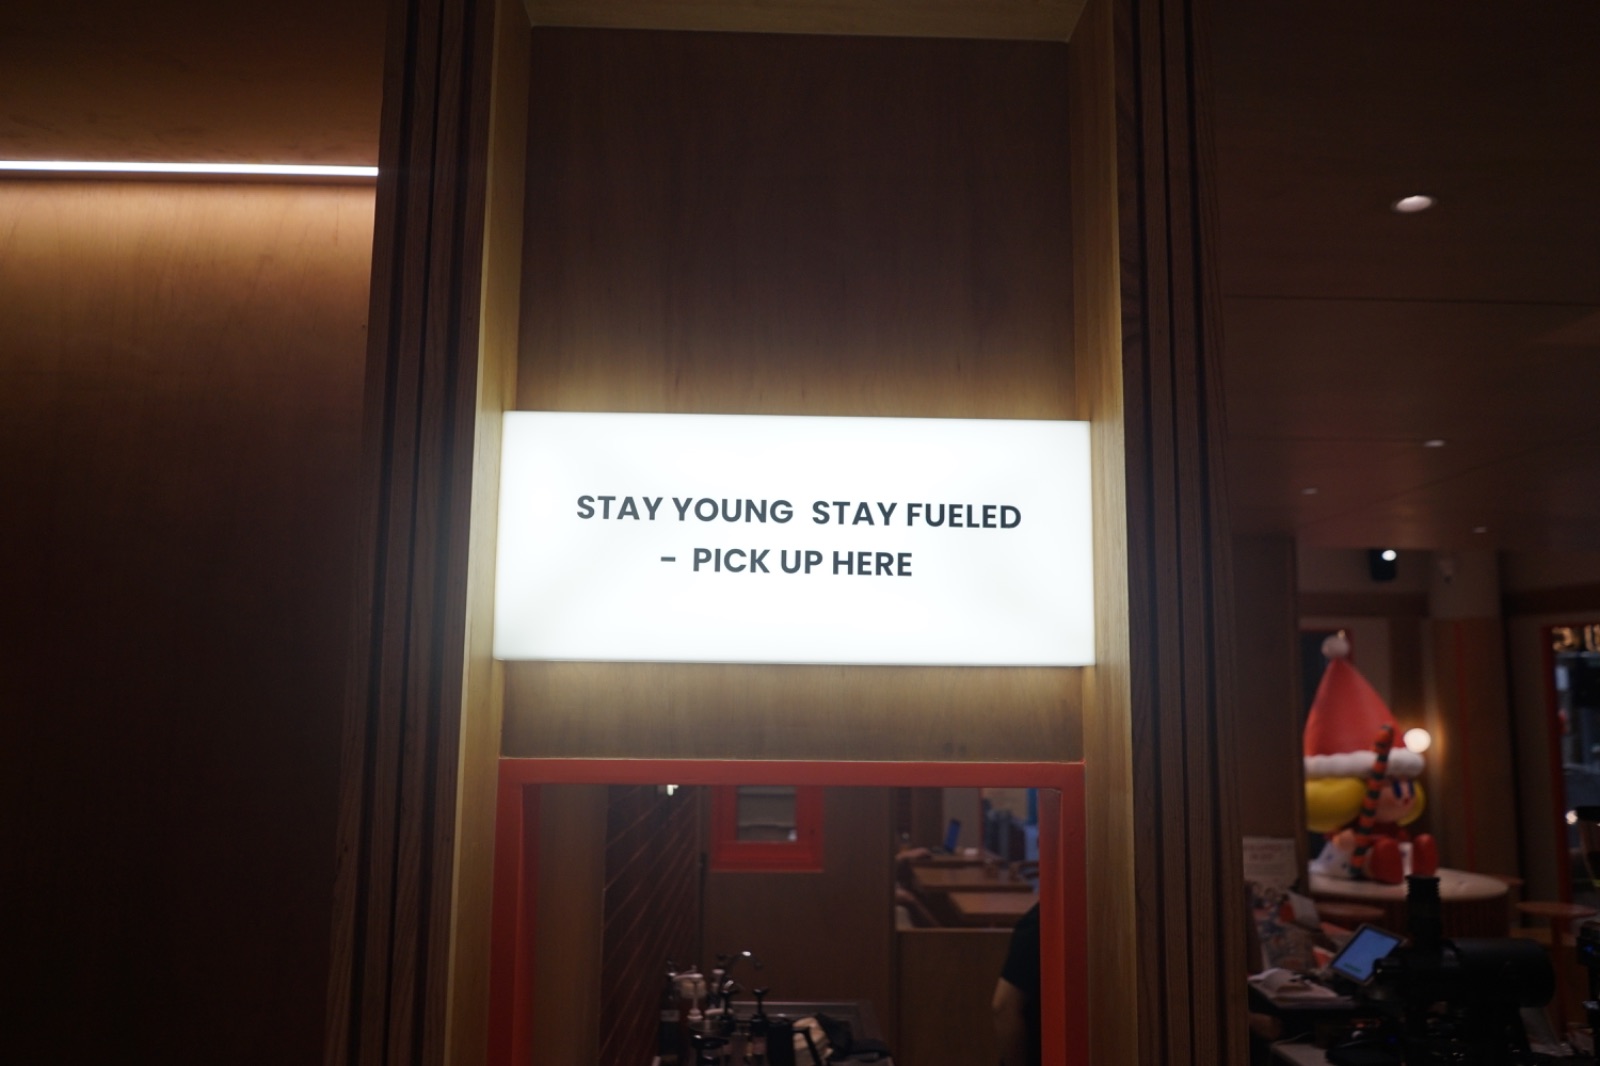 STAY YOUNG  STAY FUELED
- PICK UP HERE